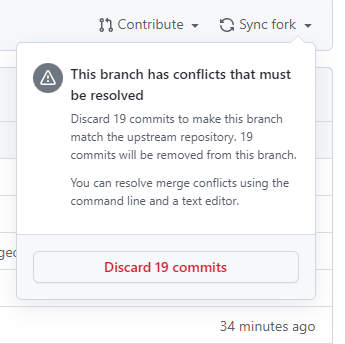 Contribute
Sync fork
This branch has conflicts that must
be resolved
Discard 19 commits to make this branch
match the upstream repository. 19
commits will be removed from this branch.
You can resolve merge conflicts using the
command line and a text editor.
Discard 19 commits
34 minutes ago